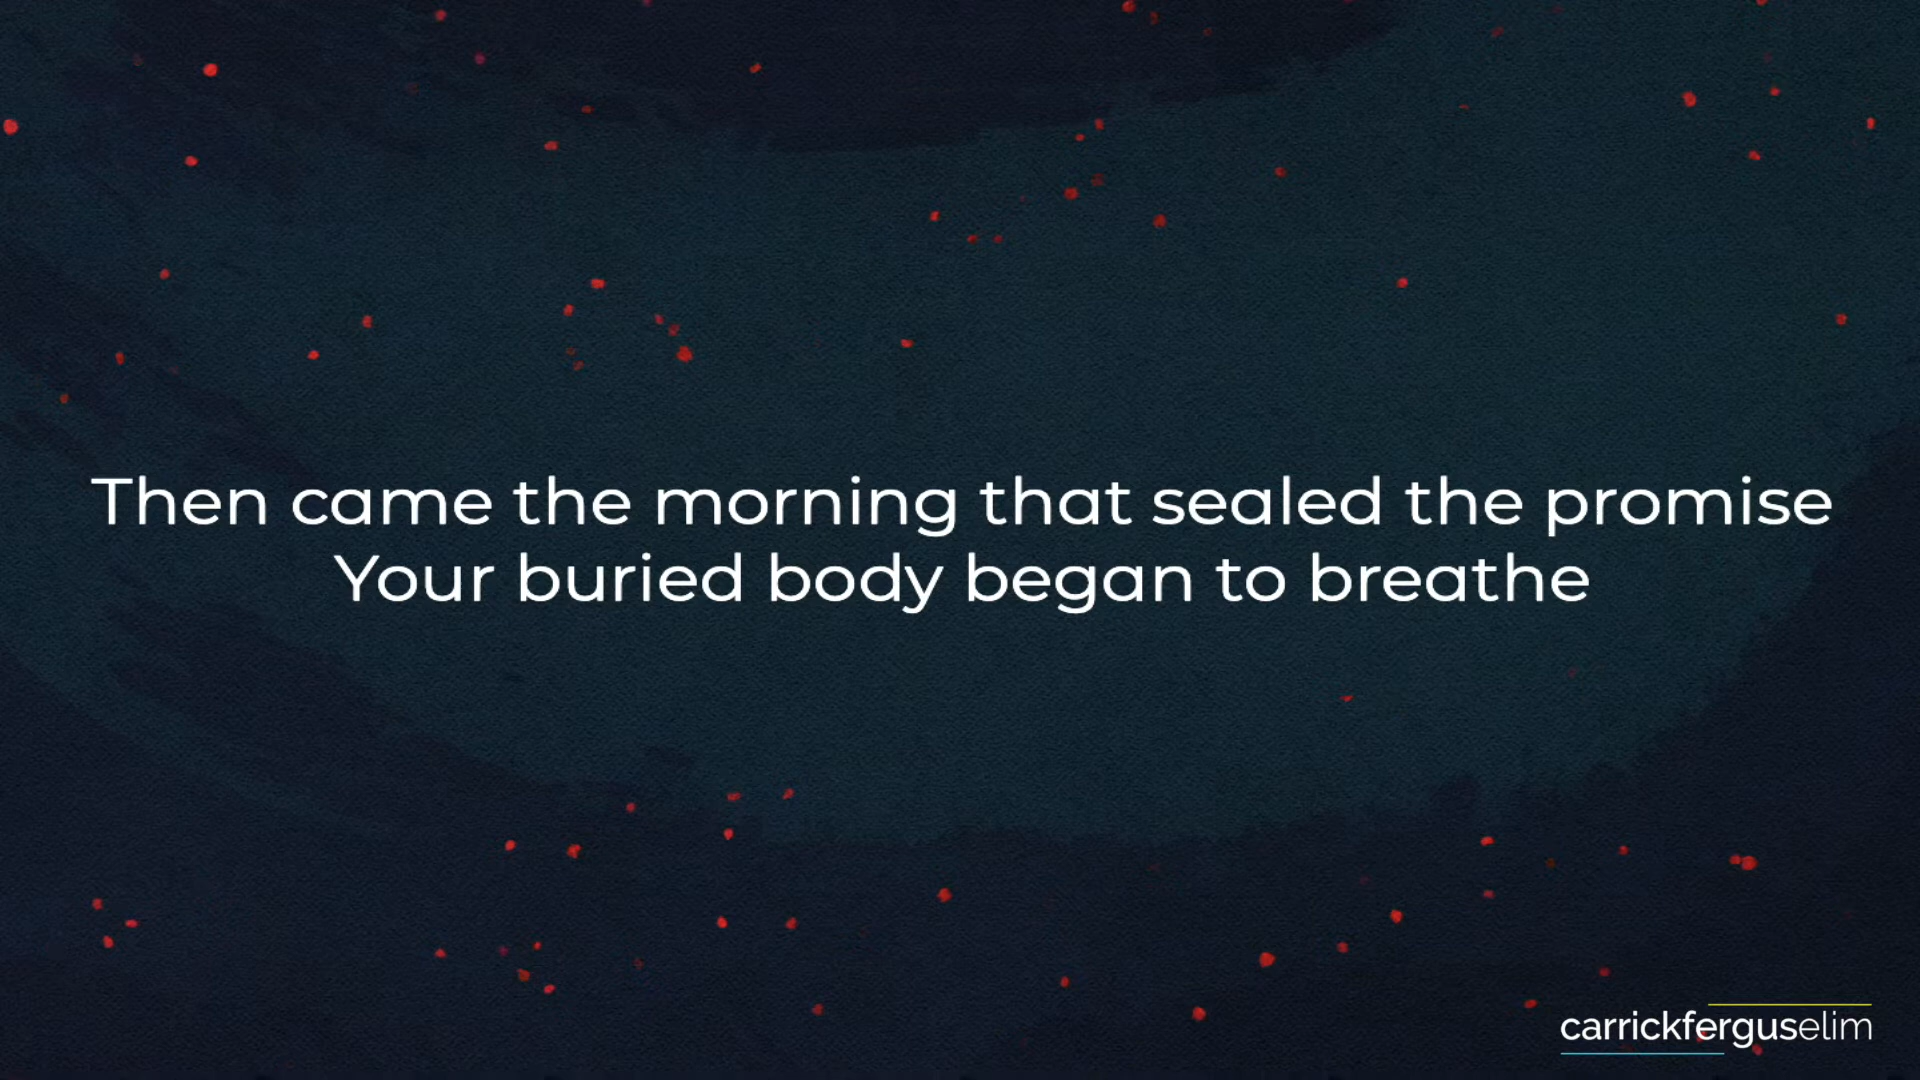 Then came the morning that sealed the promise
Your buried body began to breathe
carrickferguselim